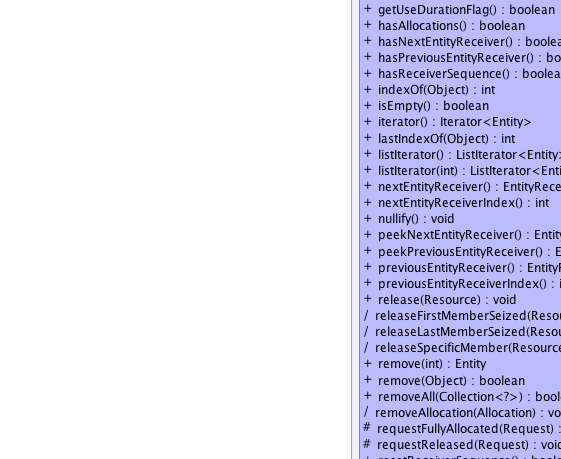 + getUseDurationFlag() : boolean
+ hasAllocations() : boolean
+ hasNextEntityReceiver() : boolea
+ hasPreviousEntityReceiver() : bo
+ hasReceiverSequence() : boolea
+ indexOf(Object) : int
+ isEmpty() : boolean
+ iterator() : Iterator<Entity>
+ lastIndexOf(Object) : int
+ listIterator() : ListIterator<Entity>
+ listIterator(int) : ListIterator<Enti
+ nextEntityReceiver() : EntityRece
+ nextEntityReceiverIndex() : int
+ nullify() : void
+ peekNextEntityReceiver() : Entity
+ peekPreviousEntityReceiver() : E
+ previousEntityReceiver() : EntityR
+ previousEntityReceiverIndex() : i
+ release(Resource) : void
/ releaseFirstMemberSeized(Resou
/ releaseLastMemberSeized(Resou
/ releaseSpecificMember(Resource
+ remove(int) : Entity
+ remove(Object) : boolean
+ removeAll(Collection<?>) : bool
/ removeAllocation(Allocation) : vo
# requestFullyAllocated(Request) :
# requestReleased(Request) : void